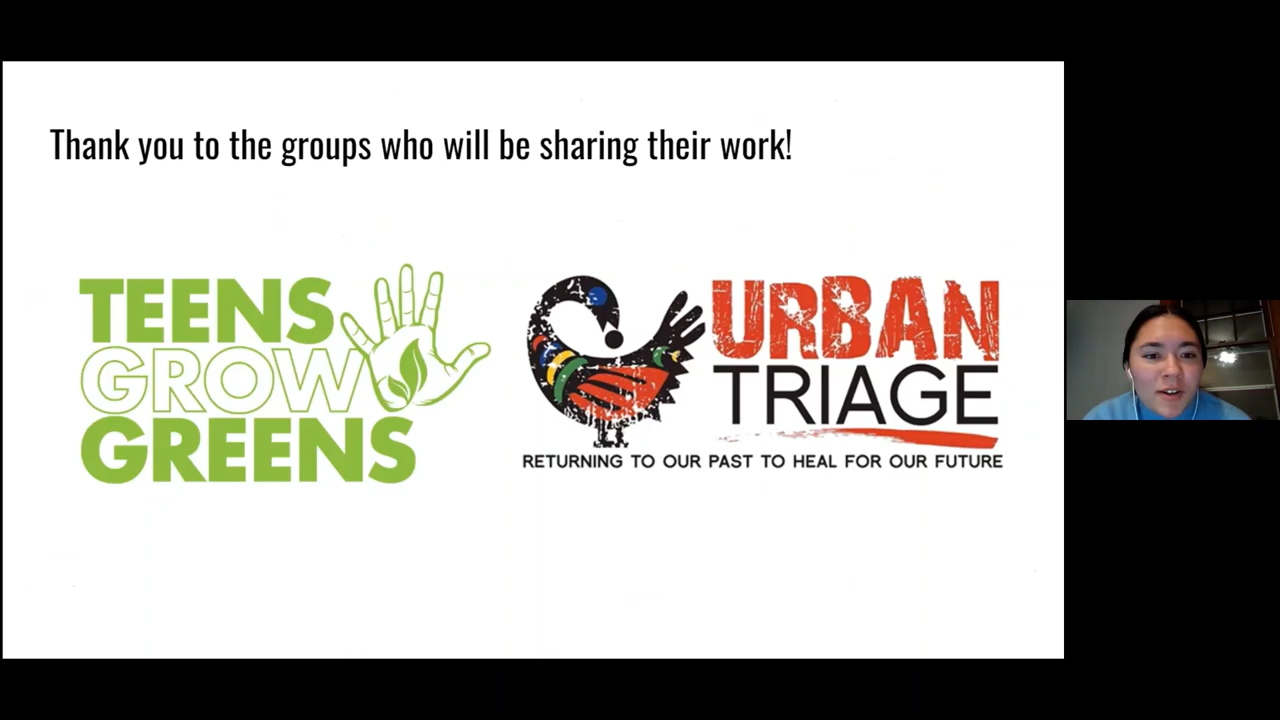 Thank you to the groups who will be sharing their work!
TEENS
GROW
GREENS
URBAN
TRIAGE
RETURNING TO OUR PAST TO HEAL FOR OUR FUTURE